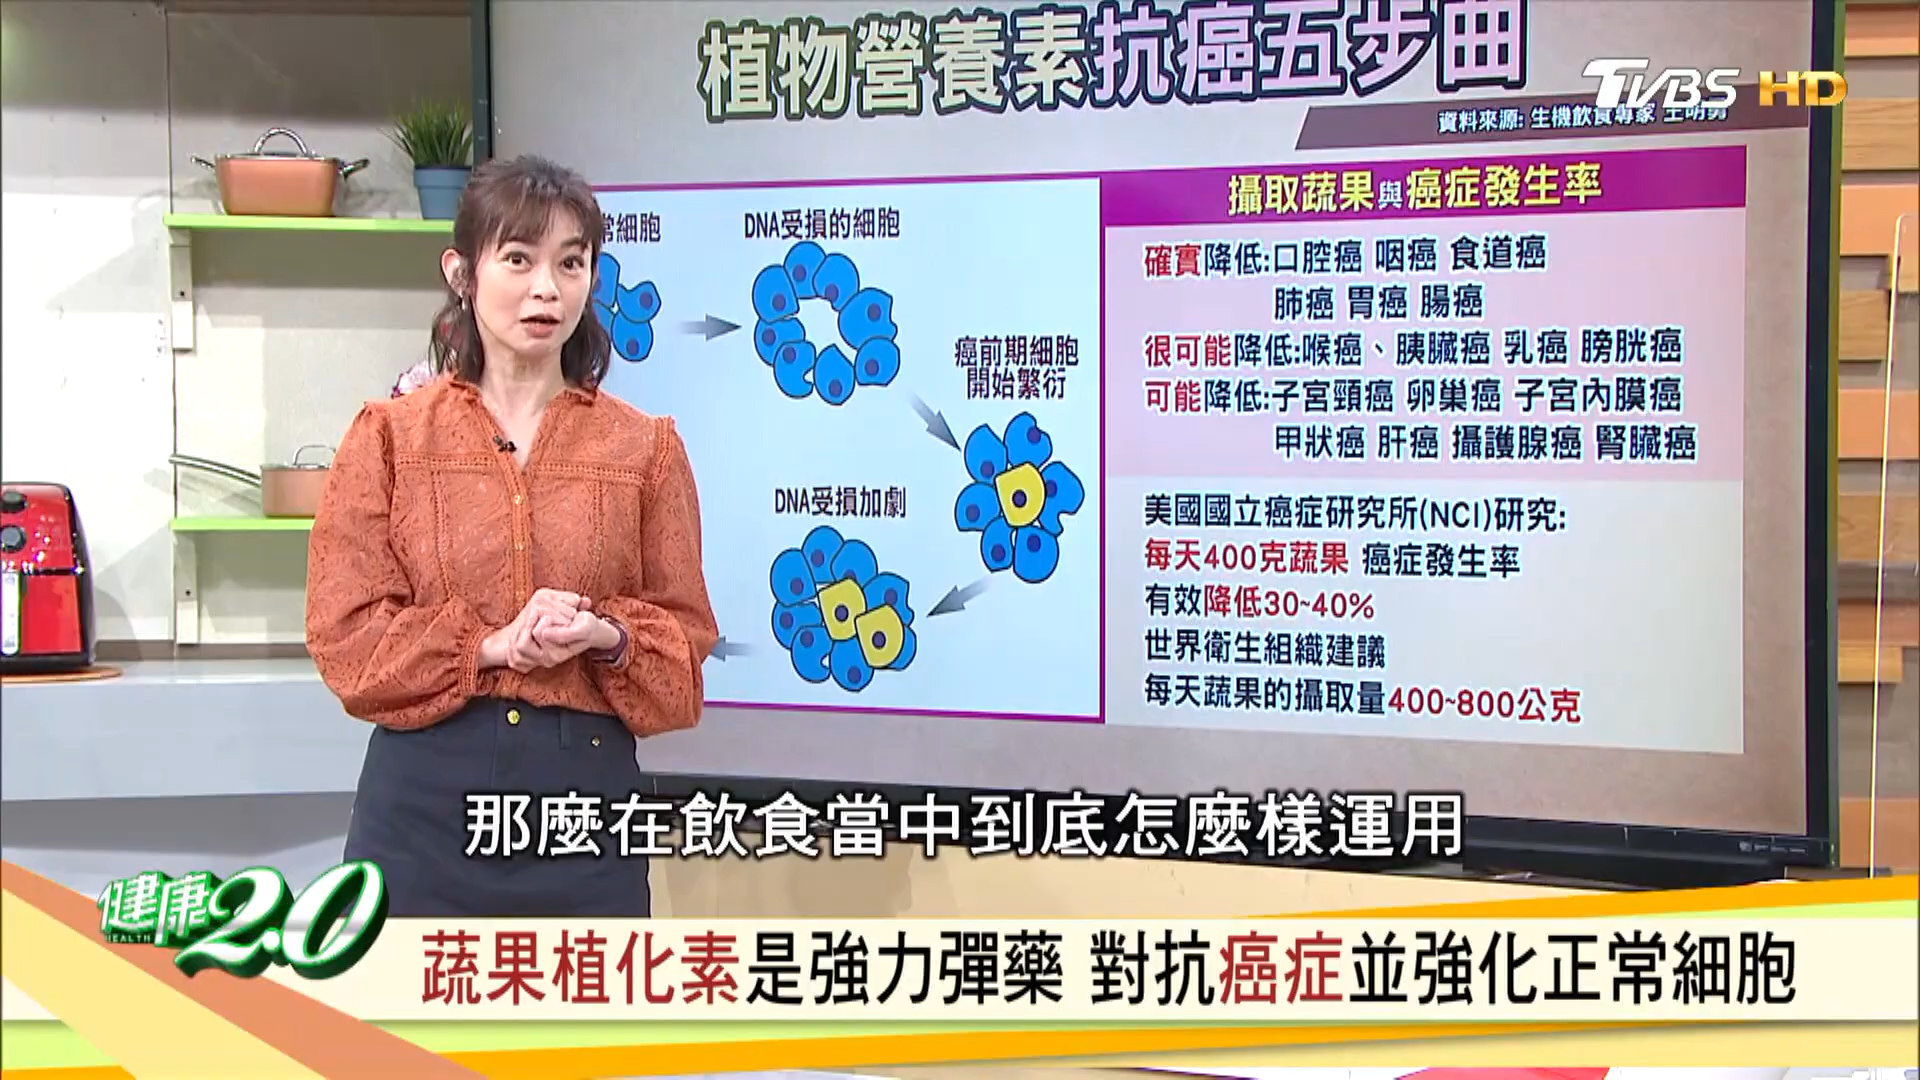 植物營養素抗癌五步曲
TVBS HD
資料來源: 生機飲食專家 王明勇
攝取蔬果與癌症發生率
常細胞
DNA受損的細胞
癌前期細胞
開始繁衍
DNA受損加劇
確實降低:口腔癌 咽癌 食道癌
肺癌 胃癌 腸癌
很可能降低:喉癌、胰臟癌 乳癌 膀胱癌
可能降低:子宮頸癌 卵巢癌 子宮內膜癌
甲狀癌 肝癌 攝護腺癌 腎臟癌
美國國立癌症研究所(NCI)研究:
每天400克蔬果 癌症發生率
有效降低30~40%
世界衛生組織建議
每天蔬果的攝取量400~800公克
那麼在飲食當中到底怎麼樣運用
健康2.0
HEALTH
蔬果植化素是強力彈藥 對抗癌症並強化正常細胞